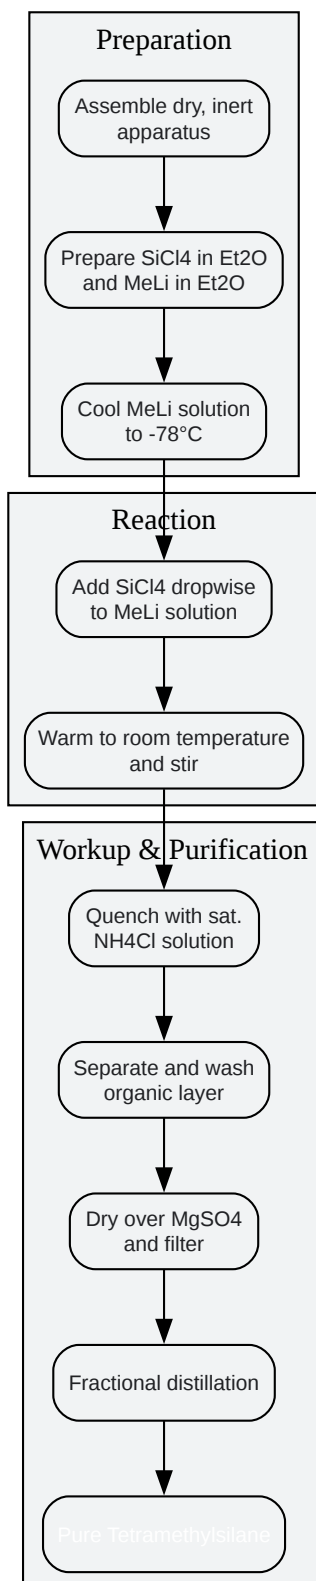 Preparation
Assemble dry, inert
apparatus
Prepare SiCl4 in Et2O
and MeLi in Et2O
Cool MeLi solution
to -78°C
Reaction
Add SiCl4 dropwise
to MeLi solution
Warm to room temperature
and stir
Workup & Purification
Quench with sat.
NH4Cl solution
Separate and wash
organic layer
Dry over MgSO4
and filter
Fractional distillation
Pure Tetramethylsilane